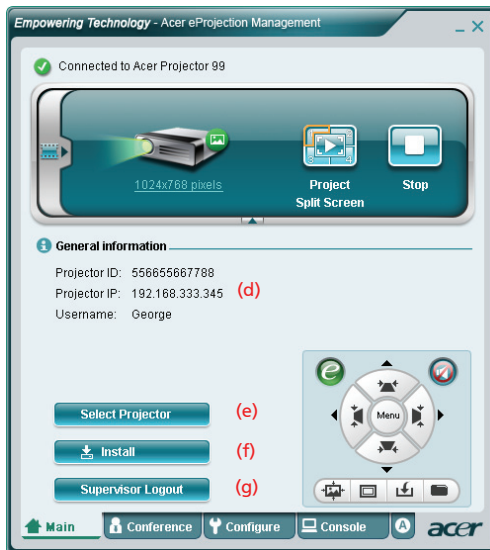 Empowering Technology - Acer eProjection Management
Connected to Acer Projector 99
1024x768 pixels
Project
Split Screen
Stop
General information
Projector ID: 556655667788
Projector IP: 192.168.333.345 (d)
Username: George
Select Projector (e)
Install (f)
Supervisor Logout (g)
e
Menu
Main Conference Configure Console A acer